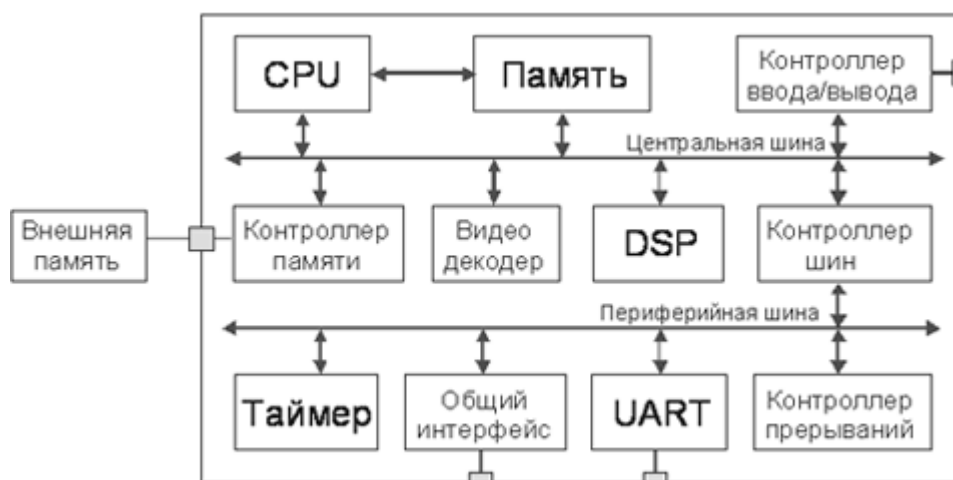 CPU
Память
Контроллер
ввода/вывода
Центральная шина
Внешняя
память
Контроллер
памяти
Видео
декодер
DSP
Контроллер
шин
Периферийная шина
Таймер
Общий
интерфейс
UART
Контроллер
прерываний